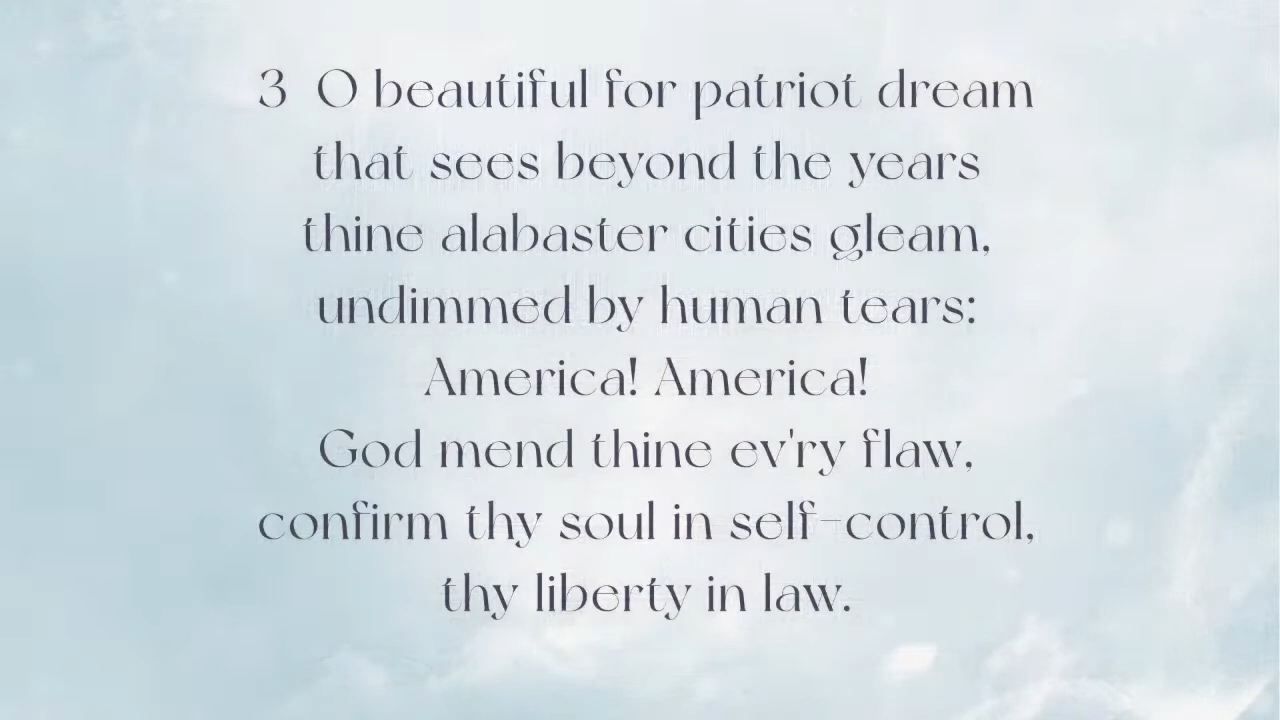 3 O beautiful for patriot dream
that sees beyond the years
thine alabaster cities gleam,
undimmed by human tears:
America! America!
God mend thine ev'ry flaw,
confirm thy soul in self-control,
thy liberty in law.